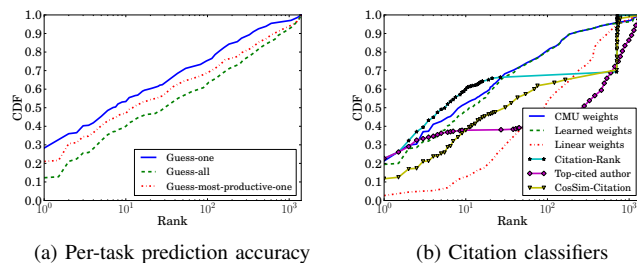 1.0
0.9
0.8
0.7
0.6
0.5
0.4
0.3
0.2
0.1
0.0
CDF
10^0
10^1
10^2
10^3
Rank
Guess-one
Guess-all
Guess-most-productive-one
(a) Per-task prediction accuracy
1.0
0.9
0.8
0.7
0.6
0.5
0.4
0.3
0.2
0.1
0.0
CDF
10^0
10^1
10^2
10^3
Rank
CMU weights
Learned weights
Linear weights
Citation-Rank
Top-cited author
CosSim-Citation
(b) Citation classifiers